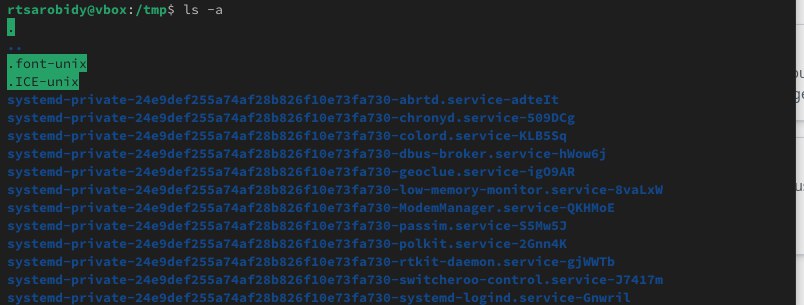 rtsarobidy@vbox:/tmp$ ls -a
.
..
.font-unix
.ICE-unix
systemd-private-24e9def255a74af28b826f10e73fa730-abrtd.service-adteIt
systemd-private-24e9def255a74af28b826f10e73fa730-chronyd.service-509DCg
systemd-private-24e9def255a74af28b826f10e73fa730-colord.service-KLB5Sq
systemd-private-24e9def255a74af28b826f10e73fa730-dbus-broker.service-hWow6j
systemd-private-24e9def255a74af28b826f10e73fa730-geoclue.service-igO9AR
systemd-private-24e9def255a74af28b826f10e73fa730-low-memory-monitor.service-8vaLxW
systemd-private-24e9def255a74af28b826f10e73fa730-ModemManager.service-QKHMoE
systemd-private-24e9def255a74af28b826f10e73fa730-passim.service-S5Mw5J
systemd-private-24e9def255a74af28b826f10e73fa730-polkit.service-2Gnn4K
systemd-private-24e9def255a74af28b826f10e73fa730-rtkit-daemon.service-gjWWTb
systemd-private-24e9def255a74af28b826f10e73fa730-switcheroo-control.service-J7417m
systemd-private-24e9def255a74af28b826f10e73fa730-systemd-logind.service-Gnwril